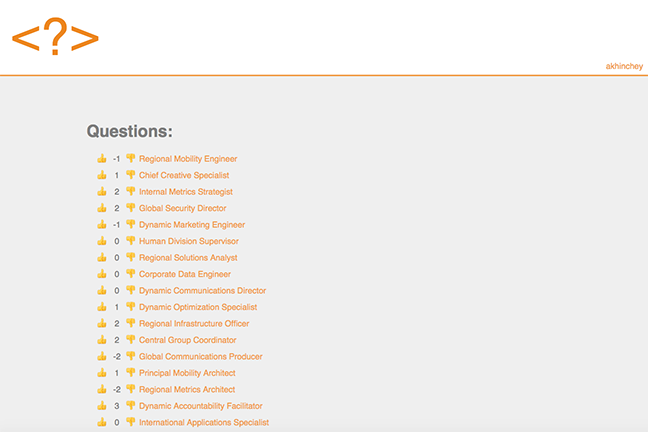 <?>
akhinchey
Questions:
-1 Regional Mobility Engineer
1 Chief Creative Specialist
2 Internal Metrics Strategist
2 Global Security Director
-1 Dynamic Marketing Engineer
0 Human Division Supervisor
0 Regional Solutions Analyst
0 Corporate Data Engineer
0 Dynamic Communications Director
1 Dynamic Optimization Specialist
2 Regional Infrastructure Officer
2 Central Group Coordinator
-2 Global Communications Producer
1 Principal Mobility Architect
-2 Regional Metrics Architect
3 Dynamic Accountability Facilitator
0 International Applications Specialist